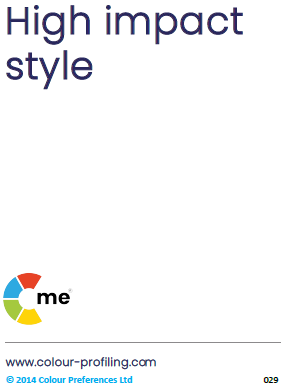 High impact
style
me®
www.colour-profiling.com
© 2014 Colour Preferences Ltd 029